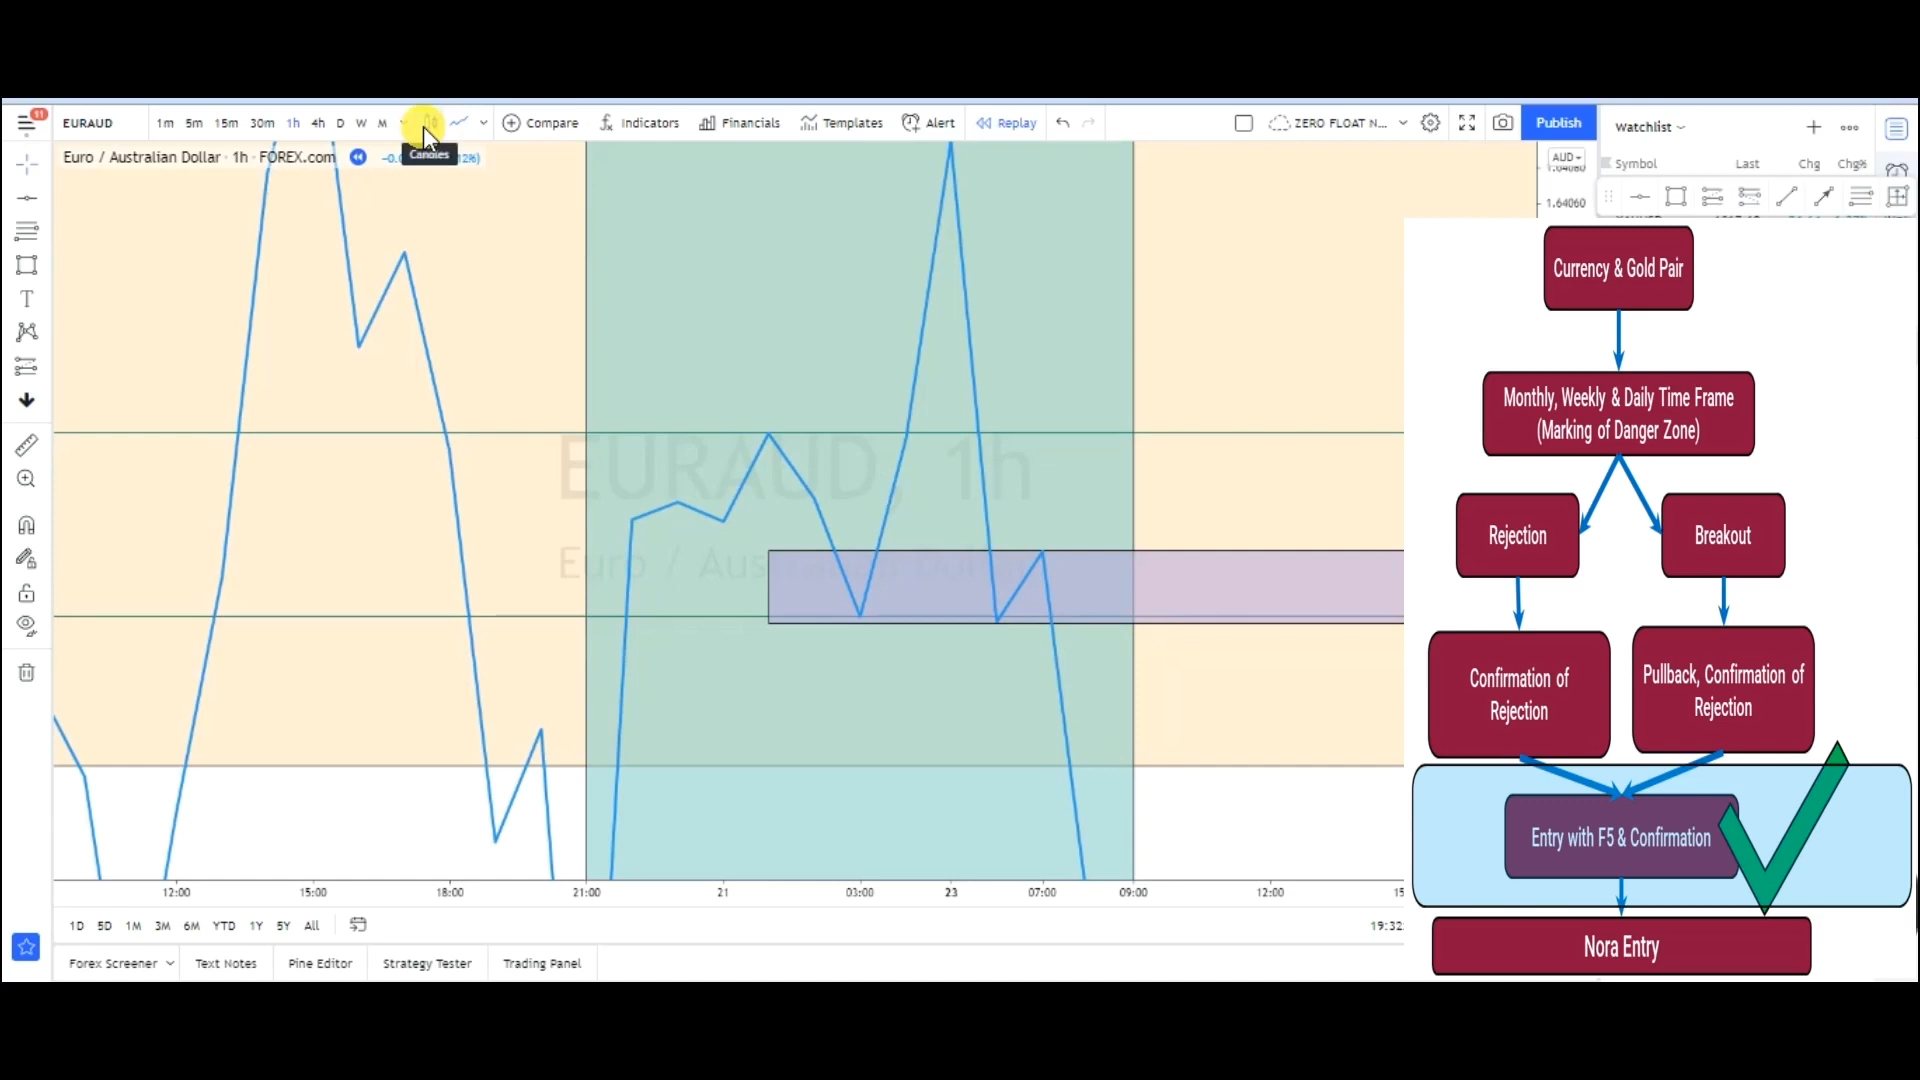 11
EURAUD 1m 5m 15m 30m 1h 4h D W M Compare Indicators Financials Templates Alert Replay ZERO FLOAT N... Publish Watchlist
Euro / Australian Dollar · 1h · FOREX.com
Candles
AUD
Symbol Last Chg Chg%
1.64060
EURAUD, 1h
Euro / Australian Dollar
Currency & Gold Pair
Monthly, Weekly & Daily Time Frame
(Marking of Danger Zone)
Rejection
Breakout
Confirmation of
Rejection
Pullback, Confirmation of
Rejection
Entry with F5 & Confirmation
Nora Entry
12:00 15:00 18:00 21:00 21 03:00 23 07:00 09:00 12:00 15
1D 5D 1M 3M 6M YTD 1Y 5Y All 19:32:
Forex Screener Text Notes Pine Editor Strategy Tester Trading Panel